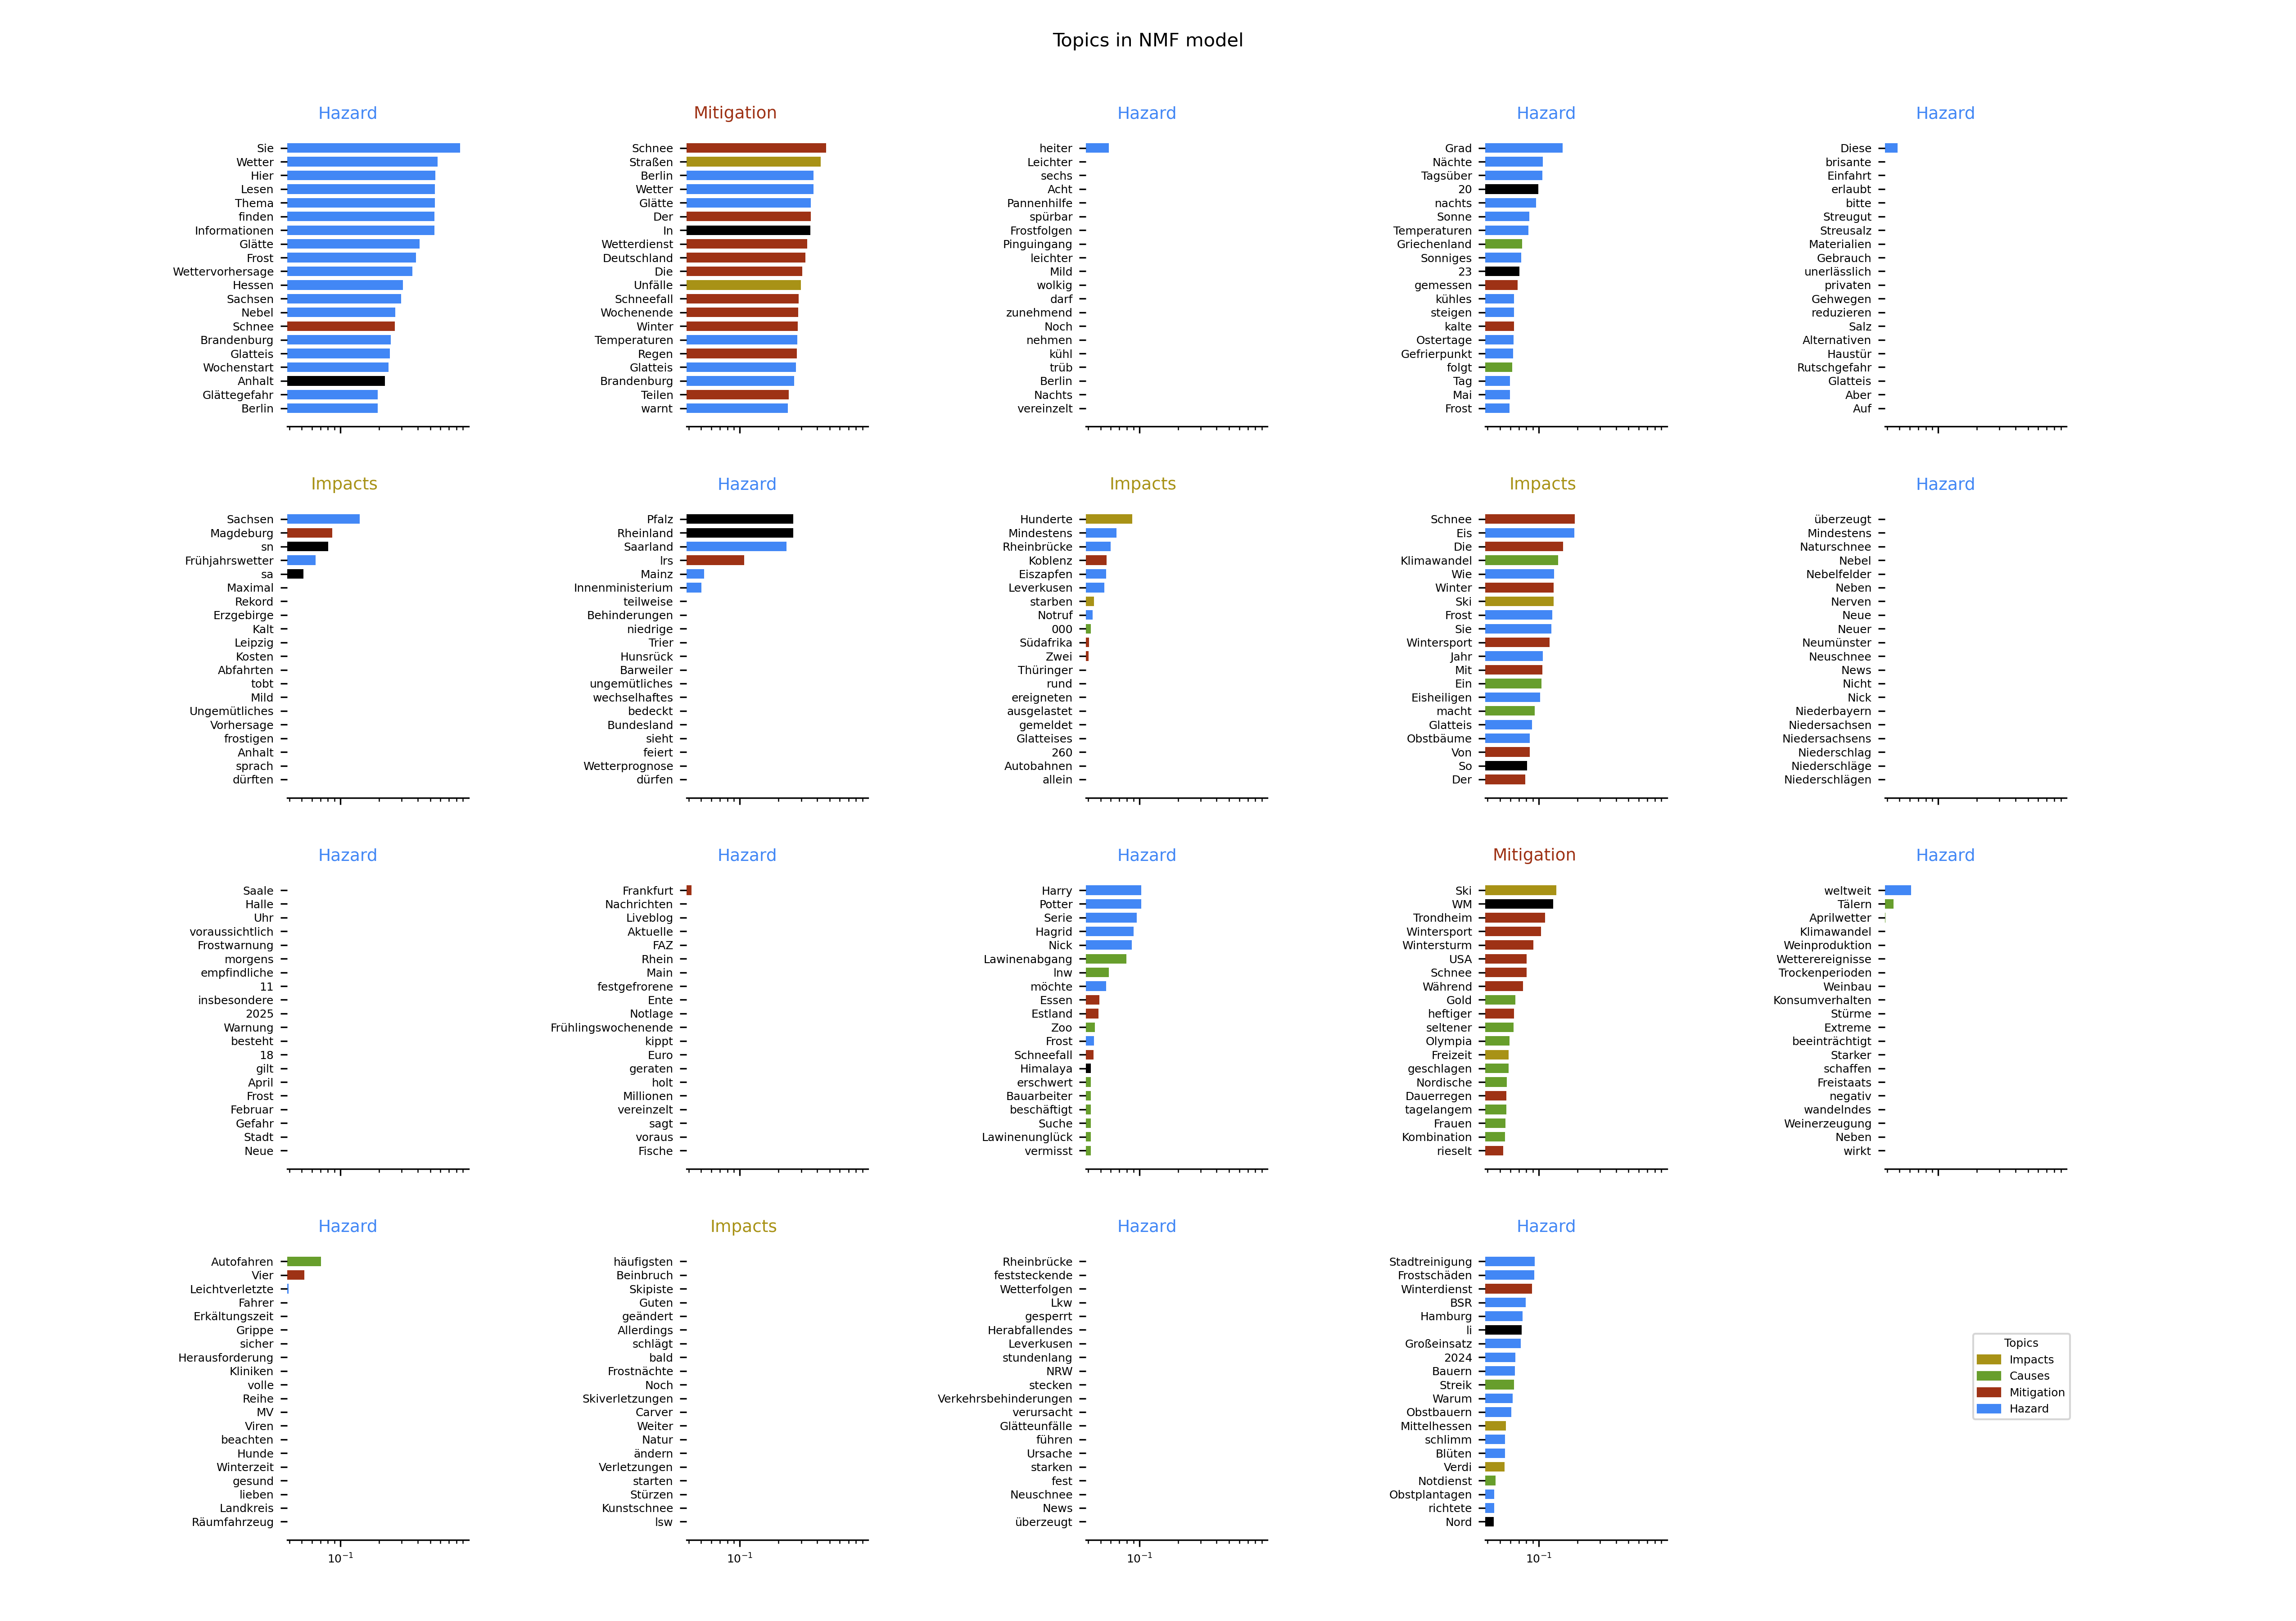 Topics in NMF model
Hazard
Sie
Wetter
Hier
Lesen
Thema
finden
Informationen
Glätte
Frost
Wettervorhersage
Hessen
Sachsen
Nebel
Schnee
Brandenburg
Glatteis
Wochenstart
Anhalt
Glättegefahr
Berlin
Mitigation
Schnee
Straßen
Berlin
Wetter
Glätte
Der
In
Wetterdienst
Deutschland
Die
Unfälle
Schneefall
Wochenende
Winter
Temperaturen
Regen
Glatteis
Brandenburg
Teilen
warnt
Hazard
heiter
Leichter
sechs
Acht
Pannenhilfe
spürbar
Frostfolgen
Pinguingang
leichter
Mild
wolkig
darf
zunehmend
Noch
nehmen
kühl
trüb
Berlin
Nachts
vereinzelt
Hazard
Grad
Nächte
Tagsüber
20
nachts
Sonne
Temperaturen
Griechenland
Sonniges
23
gemessen
kühles
steigen
kalte
Ostertage
Gefrierpunkt
folgt
Tag
Mai
Frost
Hazard
Diese
brisante
Einfahrt
erlaubt
bitte
Streugut
Streusalz
Materialien
Gebrauch
unerlässlich
privaten
Gehwegen
reduzieren
Salz
Alternativen
Haustür
Rutschgefahr
Glatteis
Aber
Auf
Impacts
Sachsen
Magdeburg
sn
Frühjahrswetter
sa
Maximal
Rekord
Erzgebirge
Kalt
Leipzig
Kosten
Abfahrten
tobt
Mild
Ungemütliches
Vorhersage
frostigen
Anhalt
sprach
dürften
Hazard
Pfalz
Rheinland
Saarland
lrs
Mainz
Innenministerium
teilweise
Behinderungen
niedrige
Trier
Hunsrück
Barweiler
ungemütliches
wechselhaftes
bedeckt
Bundesland
sieht
feiert
Wetterprognose
dürfen
Impacts
Hunderte
Mindestens
Rheinbrücke
Koblenz
Eiszapfen
Leverkusen
starben
Notruf
000
Südafrika
Zwei
Thüringer
rund
ereigneten
ausgelastet
gemeldet
Glatteises
260
Autobahnen
allein
Impacts
Schnee
Eis
Die
Klimawandel
Wie
Winter
Ski
Frost
Sie
Wintersport
Jahr
Mit
Ein
Eisheiligen
macht
Glatteis
Obstbäume
Von
So
Der
Hazard
überzeugt
Mindestens
Naturschnee
Nebel
Nebelfelder
Neben
Nerven
Neue
Neuer
Neumünster
Neuschnee
News
Nicht
Nick
Niederbayern
Niedersachsen
Niedersachsens
Niederschlag
Niederschläge
Niederschlägen
Hazard
Saale
Halle
Uhr
voraussichtlich
Frostwarnung
morgens
empfindliche
11
insbesondere
2025
Warnung
besteht
18
gilt
April
Frost
Februar
Gefahr
Stadt
Neue
Hazard
Frankfurt
Nachrichten
Liveblog
Aktuelle
FAZ
Rhein
Main
festgefrorene
Ente
Notlage
Frühlingswochenende
kippt
Euro
geraten
holt
Millionen
vereinzelt
sagt
voraus
Fische
Hazard
Harry
Potter
Serie
Hagrid
Nick
Lawinenabgang
lnw
möchte
Essen
Estland
Zoo
Frost
Schneefall
Himalaya
erschwert
Bauarbeiter
beschäftigt
Suche
Lawinenunglück
vermisst
Mitigation
Ski
WM
Trondheim
Wintersport
Wintersturm
USA
Schnee
Während
Gold
heftiger
seltener
Olympia
Freizeit
geschlagen
Nordische
Dauerregen
tagelangem
Frauen
Kombination
rieselt
Hazard
weltweit
Tälern
Aprilwetter
Klimawandel
Weinproduktion
Wetterereignisse
Trockenperioden
Weinbau
Konsumverhalten
Stürme
Extreme
beeinträchtigt
Starker
schaffen
Freistaats
negativ
wandelndes
Weinerzeugung
Neben
wirkt
Hazard
Autofahren
Vier
Leichtverletzte
Fahrer
Erkältungszeit
Grippe
sicher
Herausforderung
Kliniken
volle
Reihe
MV
Viren
beachten
Hunde
Winterzeit
gesund
lieben
Landkreis
Räumfahrzeug
10⁻¹
Impacts
häufigsten
Beinbruch
Skipiste
Guten
geändert
Allerdings
schlägt
bald
Frostnächte
Noch
Skiverletzungen
Carver
Weiter
Natur
ändern
Verletzungen
starten
Stürzen
Kunstschnee
lsw
10⁻¹
Hazard
Rheinbrücke
feststeckende
Wetterfolgen
Lkw
gesperrt
Herabfallendes
Leverkusen
stundenlang
NRW
stecken
Verkehrsbehinderungen
verursacht
Glätteunfälle
führen
Ursache
starken
fest
Neuschnee
News
überzeugt
10⁻¹
Hazard
Stadtreinigung
Frostschäden
Winterdienst
BSR
Hamburg
li
Großeinsatz
2024
Bauern
Streik
Warum
Obstbauern
Mittelhessen
schlimm
Blüten
Verdi
Notdienst
Obstplantagen
richtete
Nord
10⁻¹
Topics
Impacts
Causes
Mitigation
Hazard